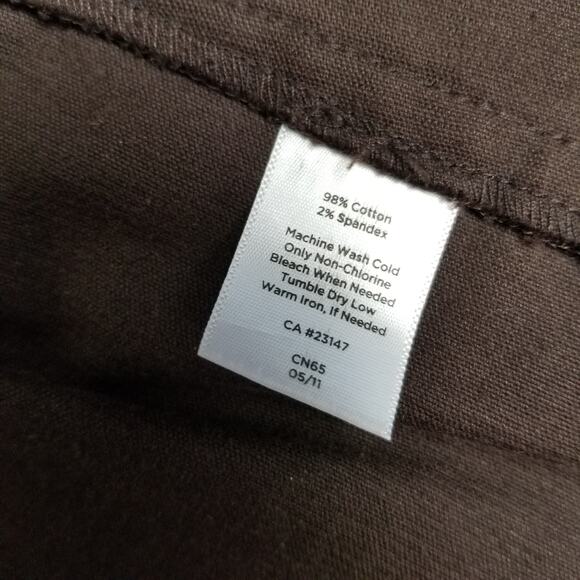 98% Cotton
2% Spandex
Machine Wash Cold
Only Non-Chlorine
Bleach When Needed
Tumble Dry Low
Warm Iron, If Needed
CA #23147
CN65
05/11